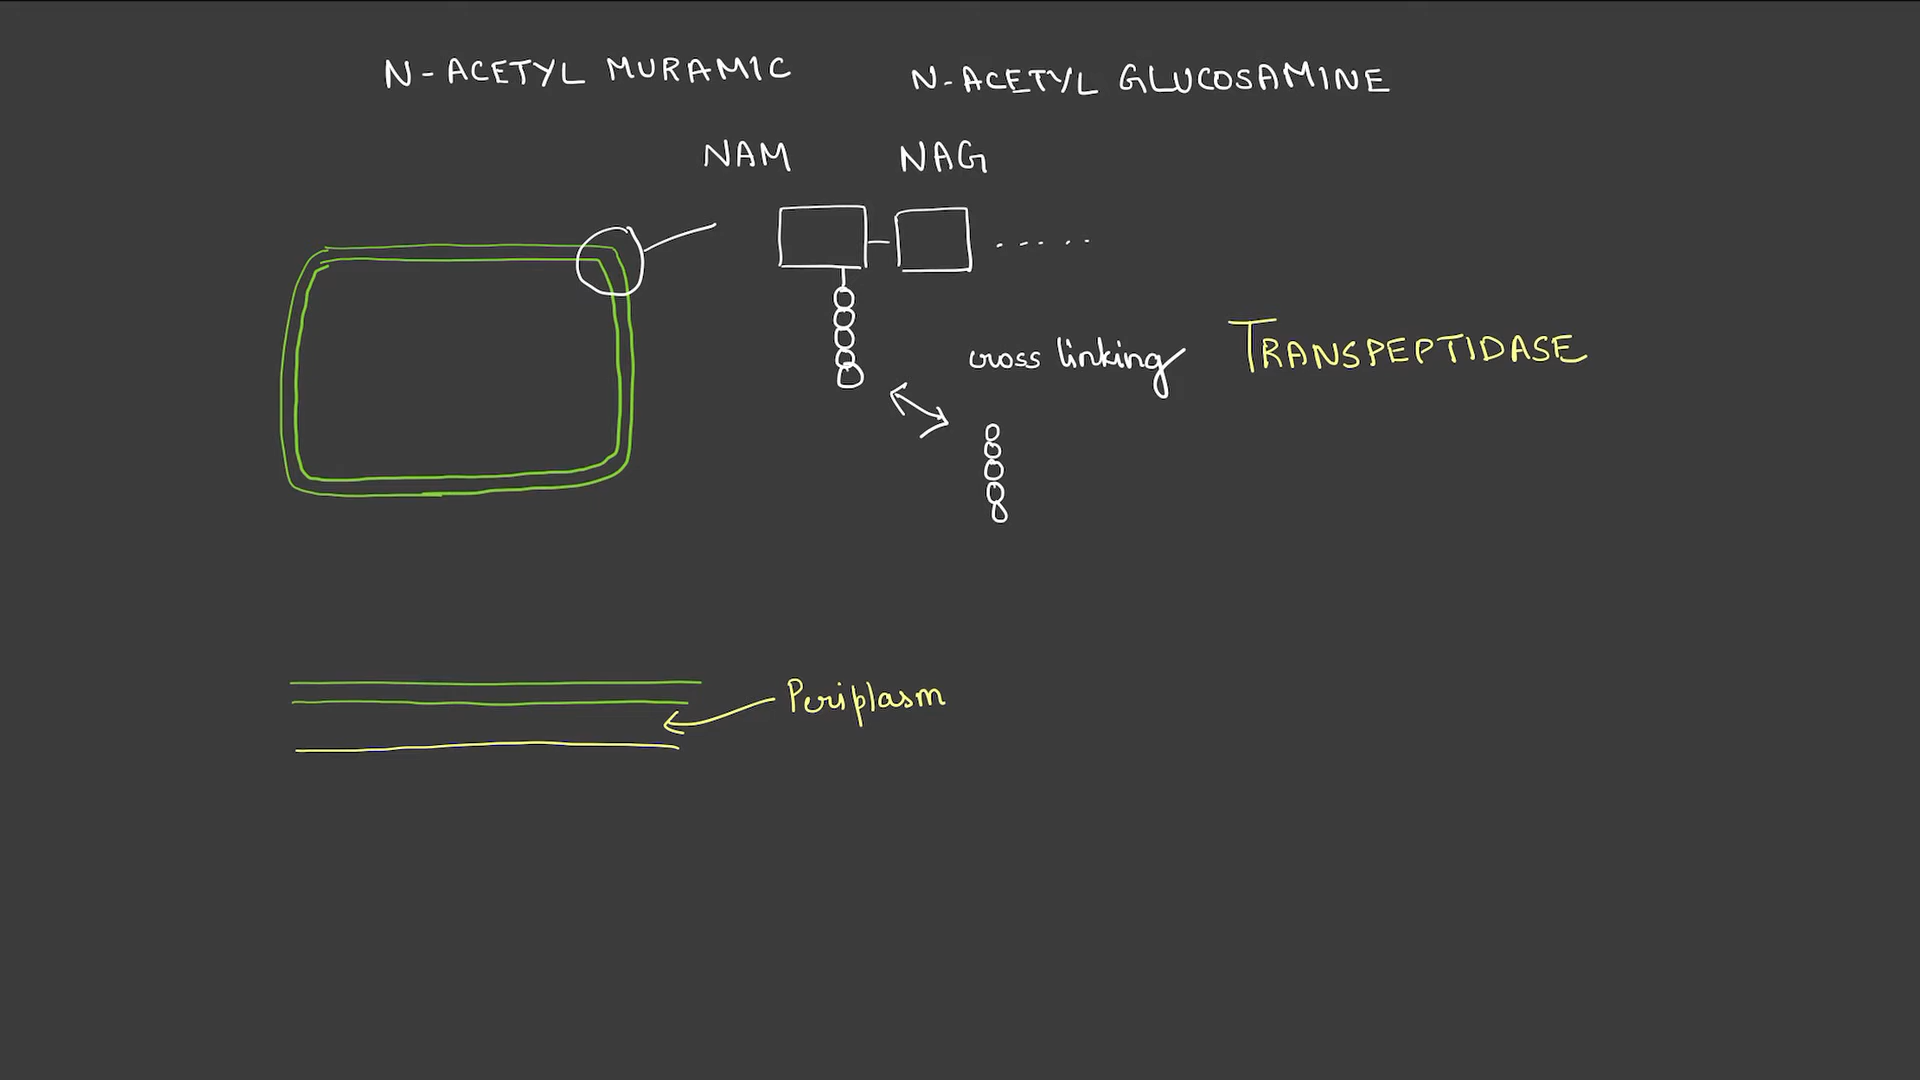 N-ACETYL MURAMIC
N-ACETYL GLUCOSAMINE
NAM
NAG
cross linking
TRANSPEPTIDASE
Periplasm